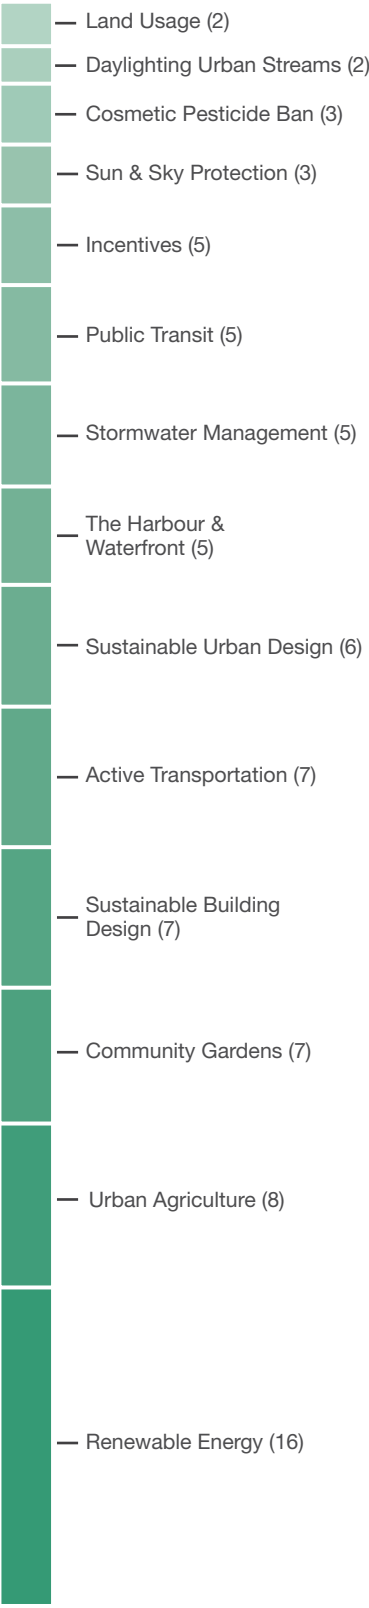 Land Usage (2)
Daylighting Urban Streams (2)
Cosmetic Pesticide Ban (3)
Sun & Sky Protection (3)
Incentives (5)
Public Transit (5)
Stormwater Management (5)
The Harbour &
Waterfront (5)
Sustainable Urban Design (6)
Active Transportation (7)
Sustainable Building
Design (7)
Community Gardens (7)
Urban Agriculture (8)
Renewable Energy (16)